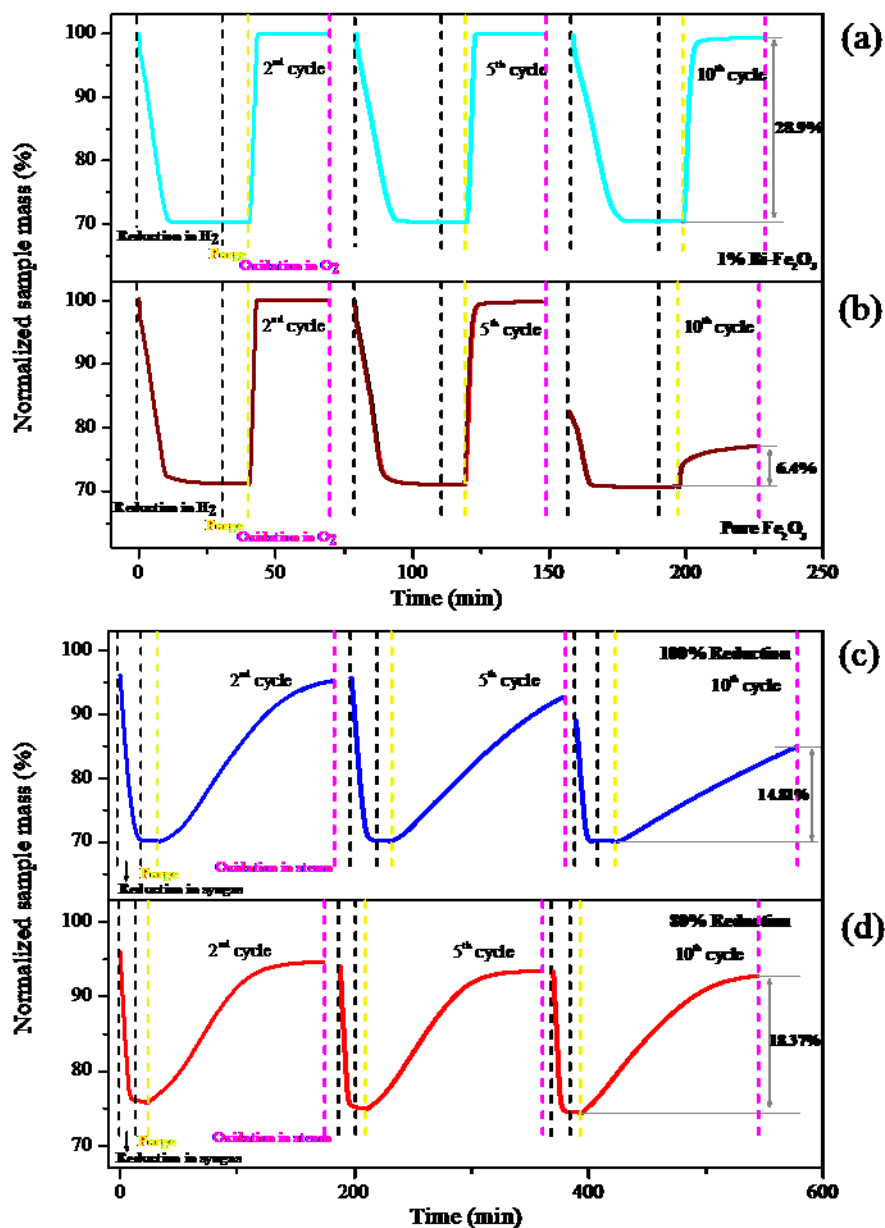 (a)
100
90
80
70
2nd cycle
5th cycle
10th cycle
28.9%
Reduction in H2
Purge
Oxidation in O2
1% Bi-Fe2O3
Normalized sample mass (%)
(b)
100
90
80
70
2nd cycle
5th cycle
10th cycle
6.4%
Reduction in H2
Purge
Oxidation in O2
Pure Fe2O3
0 50 100 150 200 250
Time (min)
(c)
100
90
80
70
100% Reduction
2nd cycle
5th cycle
10th cycle
14.82%
Purge
Oxidation in steam
Reduction in syngas
Normalized sample mass (%)
(d)
100
90
80
70
80% Reduction
2nd cycle
5th cycle
10th cycle
18.37%
Purge
Oxidation in steam
Reduction in syngas
0 200 400 600
Time (min)